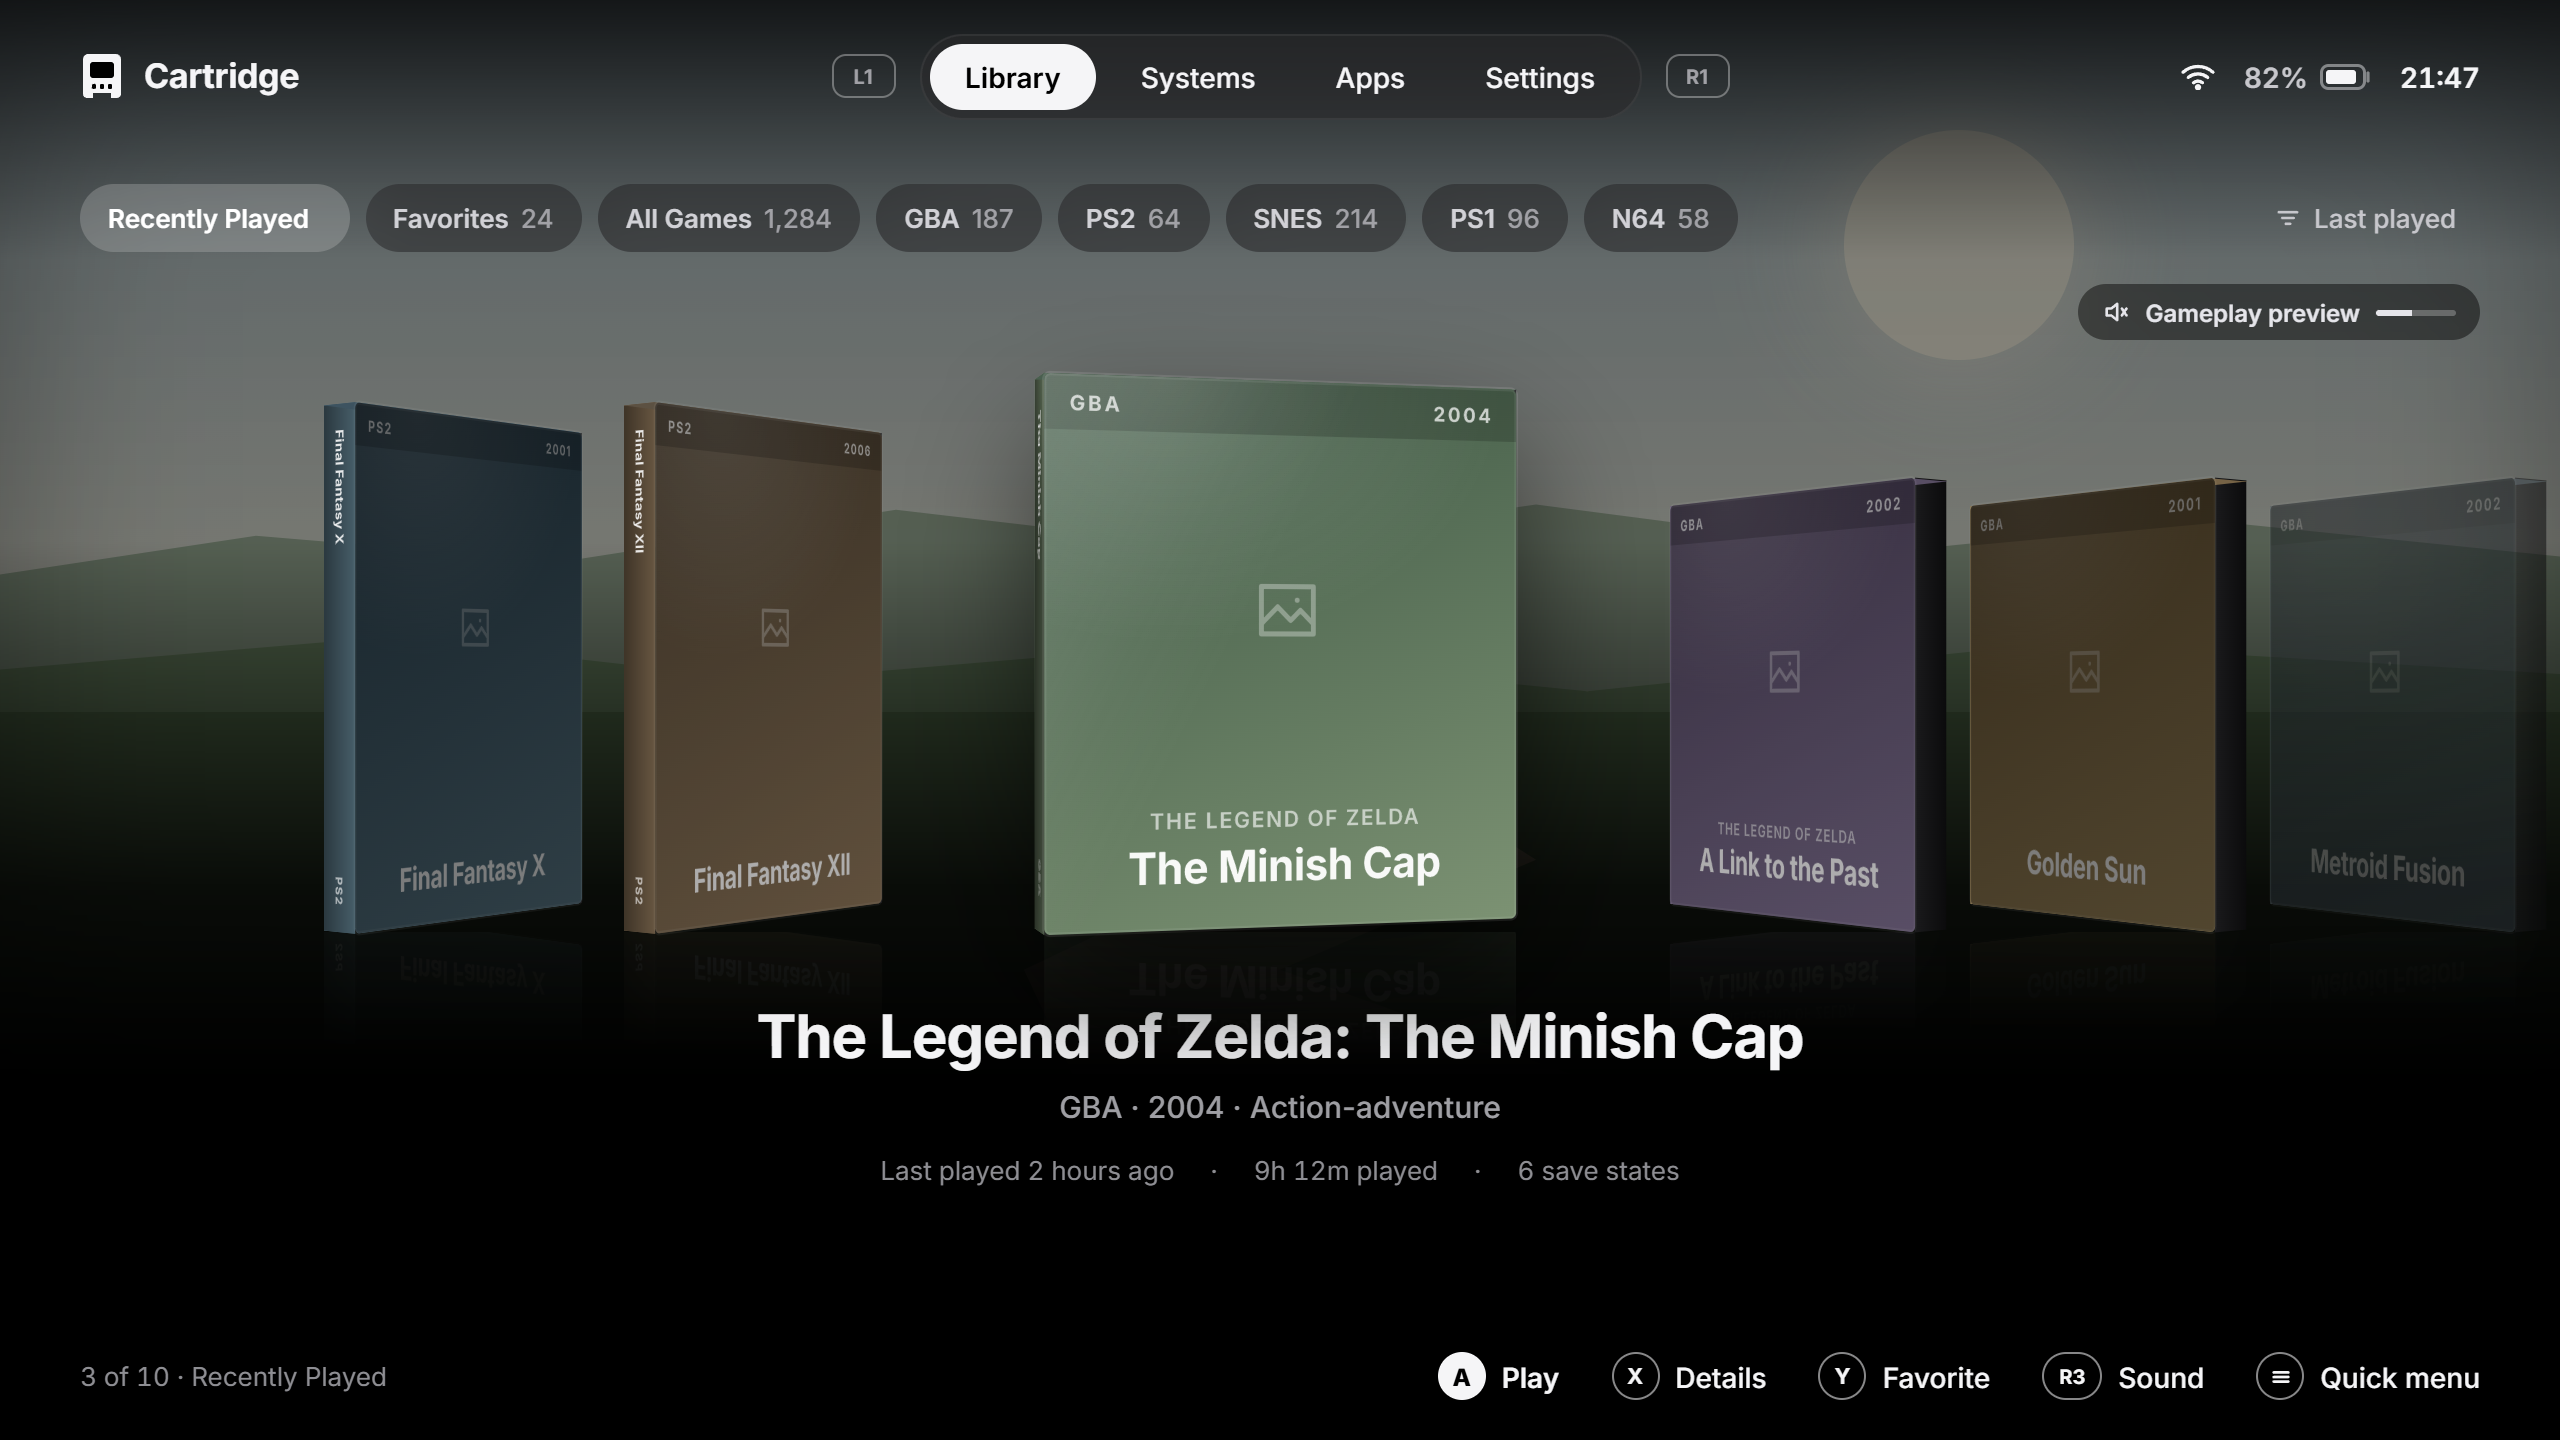 Cartridge
L1
Library
Systems
Apps
Settings
R1
82%
21:47
Recently Played
Favorites 24
All Games 1,284
GBA 187
PS2 64
SNES 214
PS1 96
N64 58
Last played
Gameplay preview
Final Fantasy X
PS2
PS2
2001
Final Fantasy X
Final Fantasy XII
PS2
PS2
2006
Final Fantasy XII
The Minish Cap
GBA
2004
THE LEGEND OF ZELDA
The Minish Cap
GBA
2002
THE LEGEND OF ZELDA
A Link to the Past
GBA
2001
Golden Sun
GBA
2002
Metroid Fusion
The Legend of Zelda: The Minish Cap
GBA · 2004 · Action-adventure
Last played 2 hours ago · 9h 12m played · 6 save states
3 of 10 · Recently Played
A Play
X Details
Y Favorite
R3 Sound
Quick menu